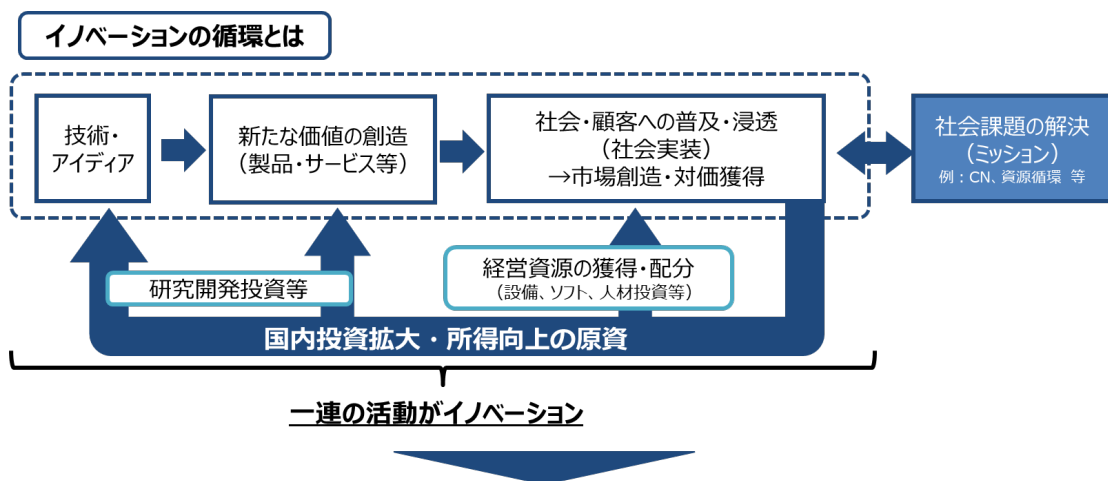 イノベーションの循環とは
技術・
アイディア
新たな価値の創造
（製品・サービス等）
社会・顧客への普及・浸透
（社会実装）
→市場創造・対価獲得
社会課題の解決
（ミッション）
例：CN、資源循環 等
研究開発投資等
経営資源の獲得・配分
（設備、ソフト、人材投資等）
国内投資拡大・所得向上の原資
一連の活動がイノベーション